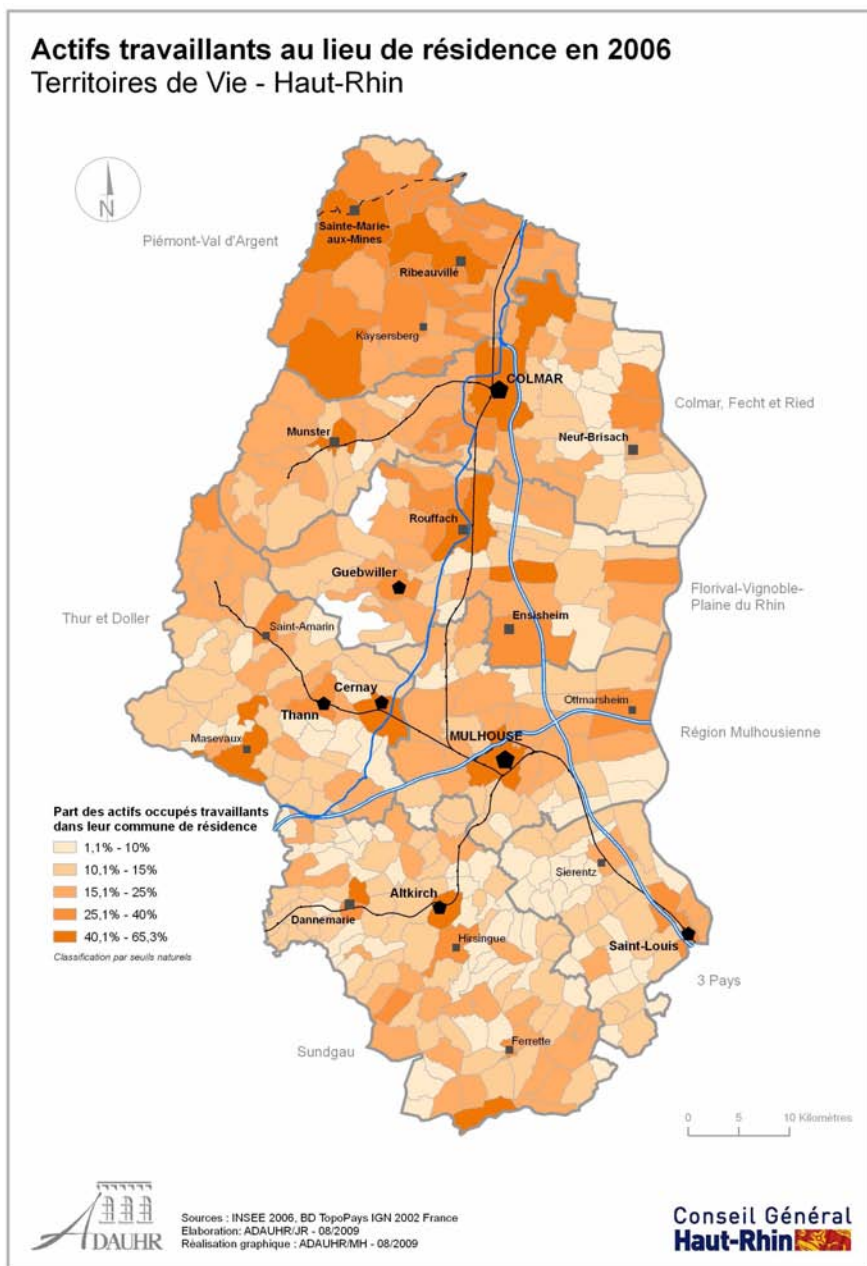 Actifs travaillants au lieu de résidence en 2006
Territoires de Vie - Haut-Rhin
N
Piémont-Val d'Argent
Sainte-Marie-
aux-Mines
Ribeauvillé
Kaysersberg
COLMAR
Colmar, Fecht et Ried
Munster
Neuf-Brisach
Rouffach
Guebwiller
Florival-Vignoble-
Plaine du Rhin
Thur et Doller
Ensisheim
Saint-Amarin
Cernay
Thann
Ottmarsheim
Région Mulhousienne
Masevaux
MULHOUSE
Part des actifs occupés travaillants
dans leur commune de résidence
1,1% - 10%
10,1% - 15%
15,1% - 25%
25,1% - 40%
40,1% - 65,3%
Classification par seuils naturels
Sierentz
Altkirch
Dannemarie
Hirsingue
Saint-Louis
3 Pays
Sundgau
Ferrette
0 5 10 Kilomètres
ADAUHR
Sources : INSEE 2006, BD TopoPays IGN 2002 France
Elaboration: ADAUHR/JR - 08/2009
Réalisation graphique : ADAUHR/MH - 08/2009
Conseil Général
Haut-Rhin